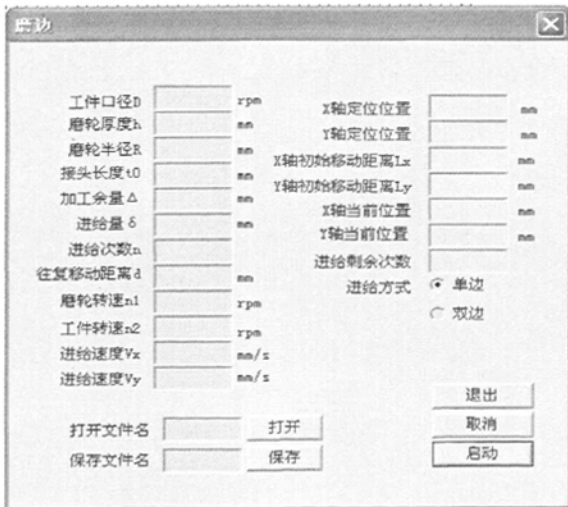 磨边
工件口径D rpm
磨轮厚度h mm
磨轮半径R mm
接头长度t0 mm
加工余量Δ mm
进给量δ mm
进给次数n
往复移动距离d mm
磨轮转速n1 rpm
工件转速n2 rpm
进给速度Vx mm/s
进给速度Vy mm/s
打开文件名 打开
保存文件名 保存
X轴定位位置 mm
Y轴定位位置 mm
X轴初始移动距离Lx mm
Y轴初始移动距离Ly mm
X轴当前位置 mm
Y轴当前位置 mm
进给剩余次数
进给方式 单边
双边
退出
取消
启动